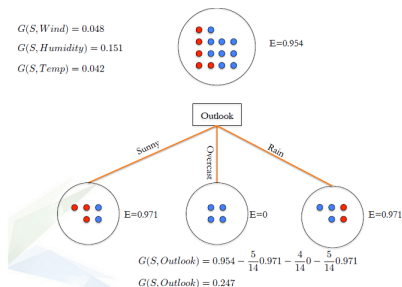 G(S, Wind) = 0.048
G(S, Humidity) = 0.151
G(S, Temp) = 0.042
E=0.954
Outlook
Sunny
Overcast
Rain
E=0.971
E=0
E=0.971
G(S, Outlook) = 0.954 − 5/14 0.971 − 4/14 0 − 5/14 0.971
G(S, Outlook) = 0.247